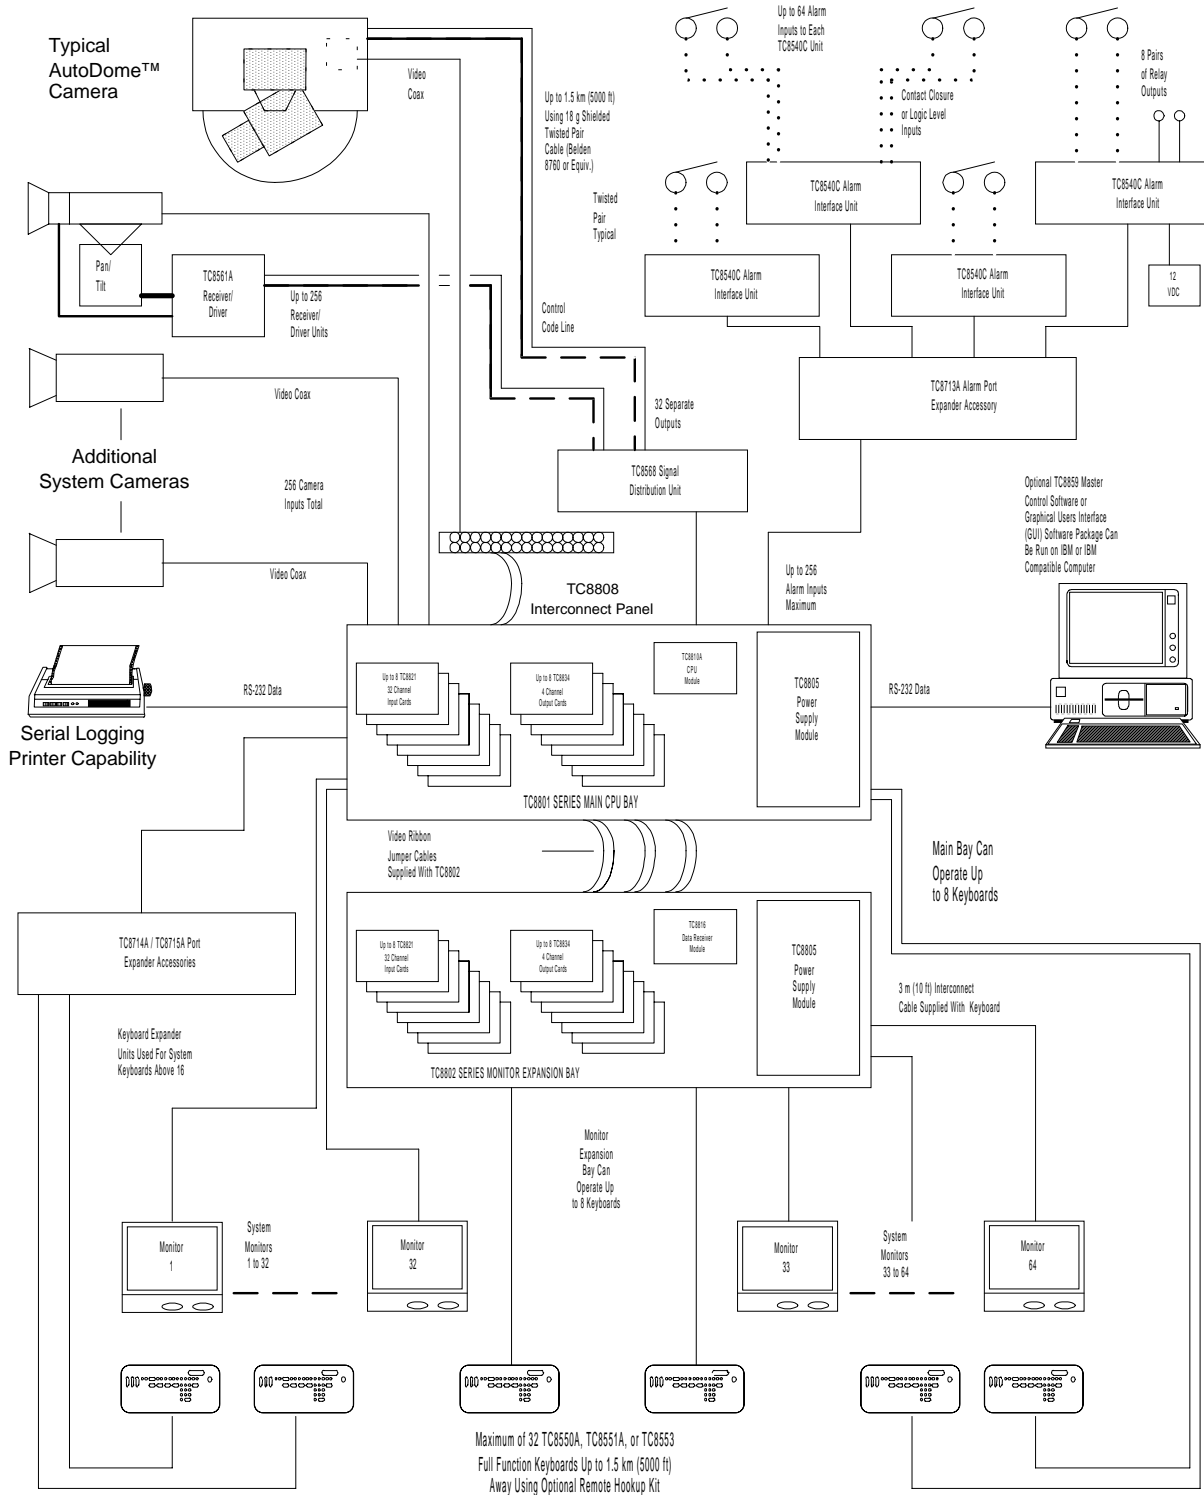 Typical
AutoDome™
Camera
Video
Coax
Up to 64 Alarm
Inputs to Each
TC8540C Unit
8 Pairs
of Relay
Outputs
Up to 1.5 km (5000 ft)
Using 18 g Shielded
Twisted Pair
Cable (Belden
8760 or Equiv.)
Contact Closure
or Logic Level
Inputs
Twisted
Pair
Typical
TC8540C Alarm
Interface Unit
TC8540C Alarm
Interface Unit
TC8540C Alarm
Interface Unit
TC8540C Alarm
Interface Unit
12
VDC
Pan/
Tilt
TC8561A
Receiver/
Driver
Up to 256
Receiver/
Driver Units
Control
Code Line
Video Coax
32 Separate
Outputs
TC8713A Alarm Port
Expander Accessory
Additional
System Cameras
256 Camera
Inputs Total
TC8568 Signal
Distribution Unit
Optional TC8859 Master
Control Software or
Graphical Users Interface
(GUI) Software Package Can
Be Run on IBM or IBM
Compatible Computer
Video Coax
TC8808
Interconnect Panel
Up to 256
Alarm Inputs
Maximum
Serial Logging
Printer Capability
RS-232 Data
Up to 8 TC8821
32 Channel
Input Cards
Up to 8 TC8834
4 Channel
Output Cards
TC8810A
CPU
Module
TC8805
Power
Supply
Module
RS-232 Data
TC8801 SERIES MAIN CPU BAY
Video Ribbon
Jumper Cables
Supplied With TC8802
Main Bay Can
Operate Up
to 8 Keyboards
TC8714A / TC8715A Port
Expander Accessories
Up to 8 TC8821
32 Channel
Input Cards
Up to 8 TC8834
4 Channel
Output Cards
TC8816
Data Receiver
Module
TC8805
Power
Supply
Module
3 m (10 ft) Interconnect
Cable Supplied With Keyboard
Keyboard Expander
Units Used For System
Keyboards Above 16
TC8802 SERIES MONITOR EXPANSION BAY
Monitor
Expansion
Bay Can
Operate Up
to 8 Keyboards
Monitor
1
System
Monitors
1 to 32
Monitor
32
Monitor
33
System
Monitors
33 to 64
Monitor
64
Maximum of 32 TC8550A, TC8551A, or TC8553
Full Function Keyboards Up to 1.5 km (5000 ft)
Away Using Optional Remote Hookup Kit